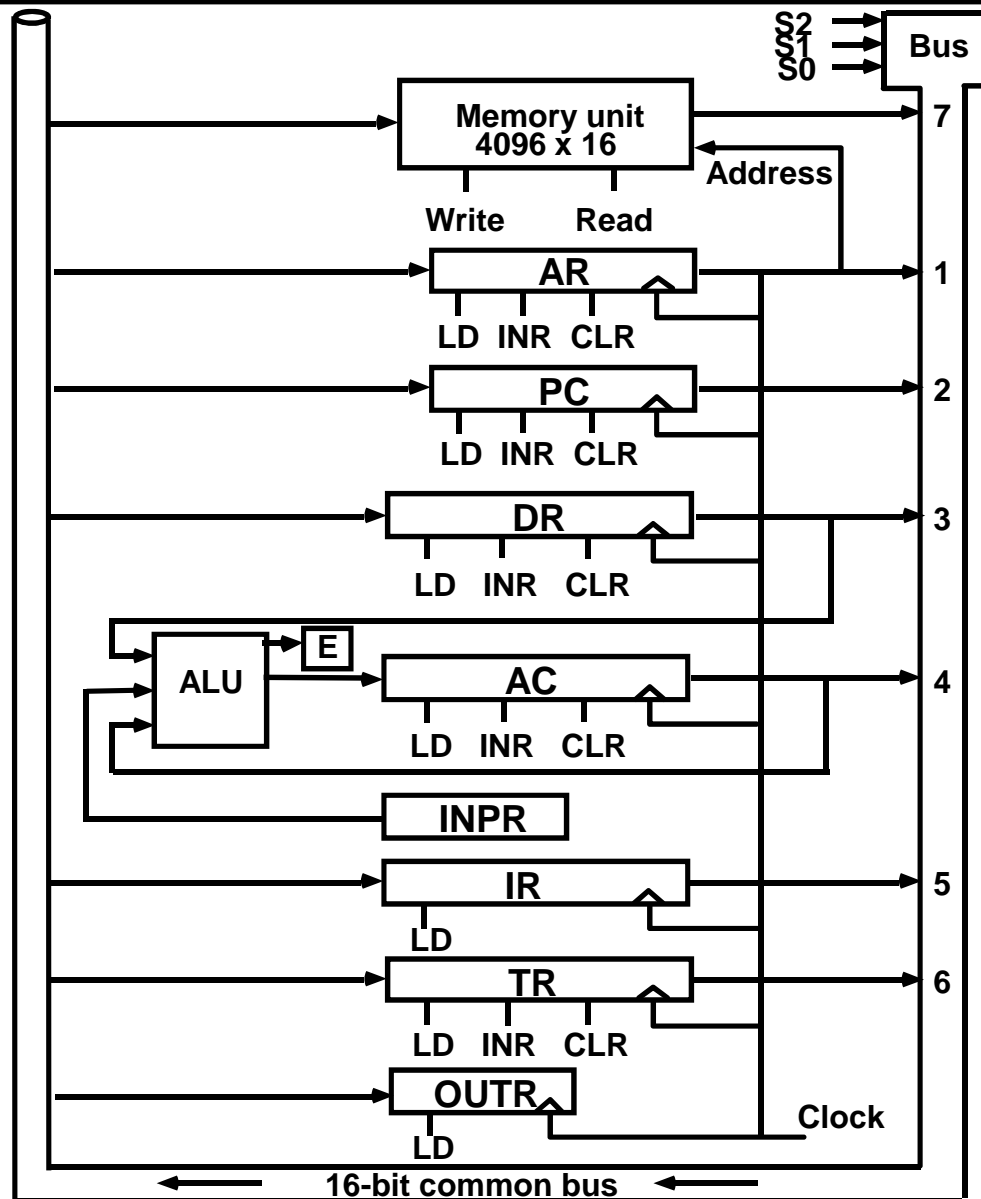 S2
S1
S0
Bus
Memory unit
4096 x 16
7
Address
Write Read
AR
1
LD INR CLR
PC
2
LD INR CLR
DR
3
LD INR CLR
E
ALU
AC
4
LD INR CLR
INPR
IR
5
LD
TR
6
LD INR CLR
OUTR
Clock
LD
16-bit common bus